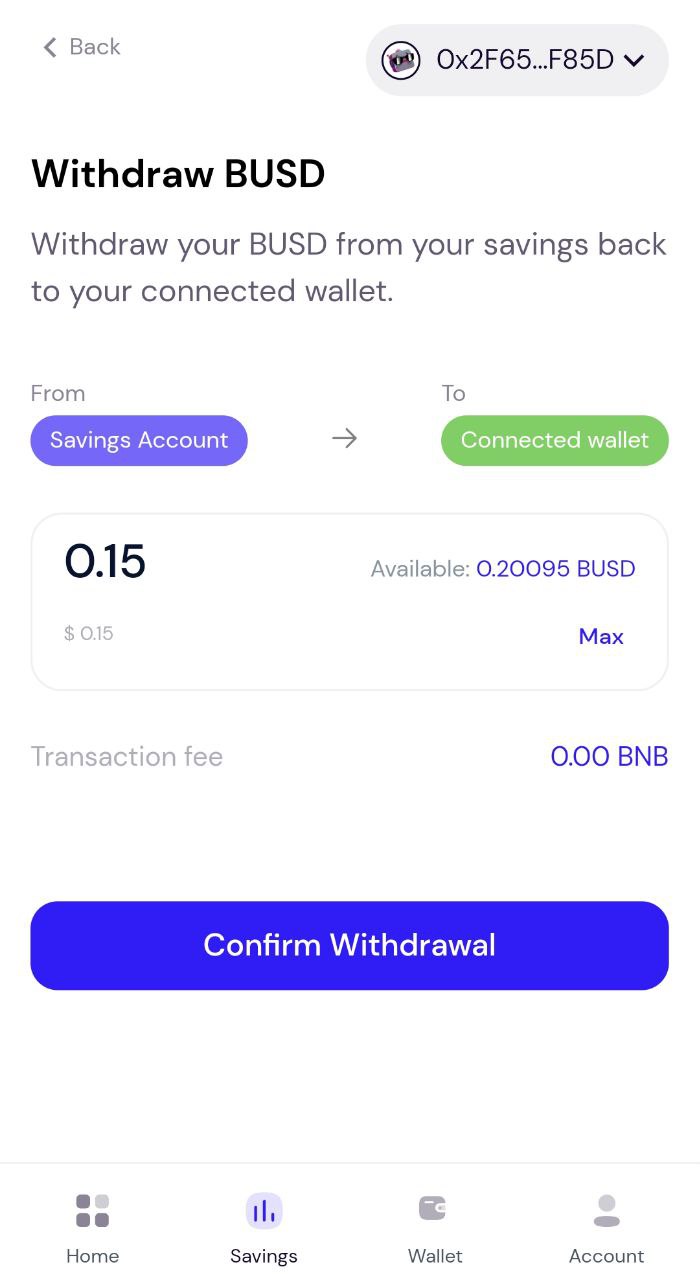 Back
0x2F65...F85D
Withdraw BUSD
Withdraw your BUSD from your savings back
to your connected wallet.
From
To
Savings Account
Connected wallet
0.15
Available: 0.20095 BUSD
$ 0.15
Max
Transaction fee
0.00 BNB
Confirm Withdrawal
Home
Savings
Wallet
Account